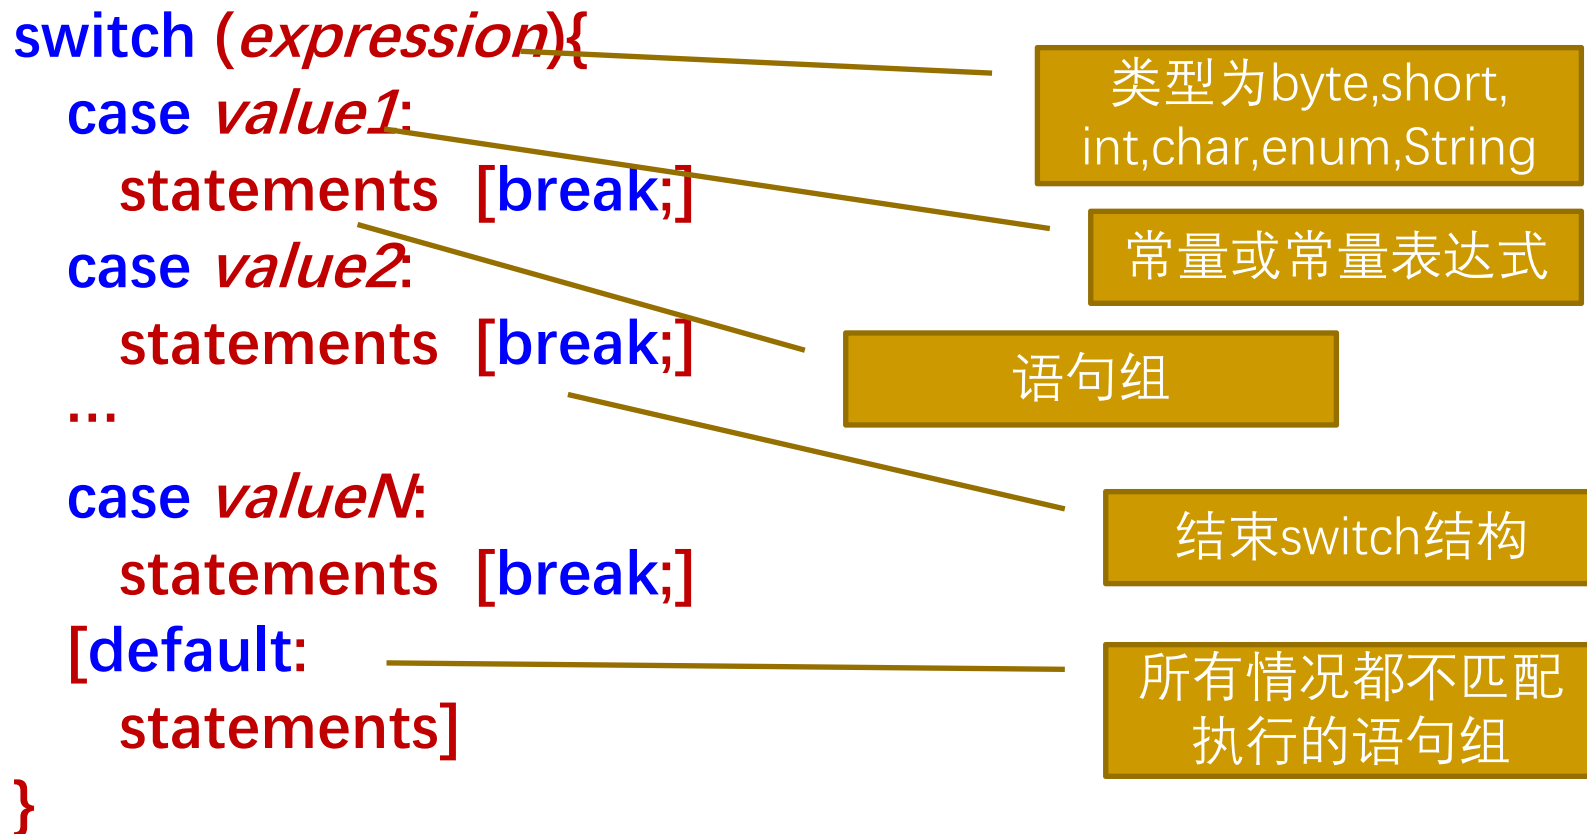 switch (expression){
case value1:
statements [break;]
case value2:
statements [break;]
...
case valueN:
statements [break;]
[default:
statements]
}
类型为byte,short,
int,char,enum,String
常量或常量表达式
语句组
结束switch结构
所有情况都不匹配
执行的语句组